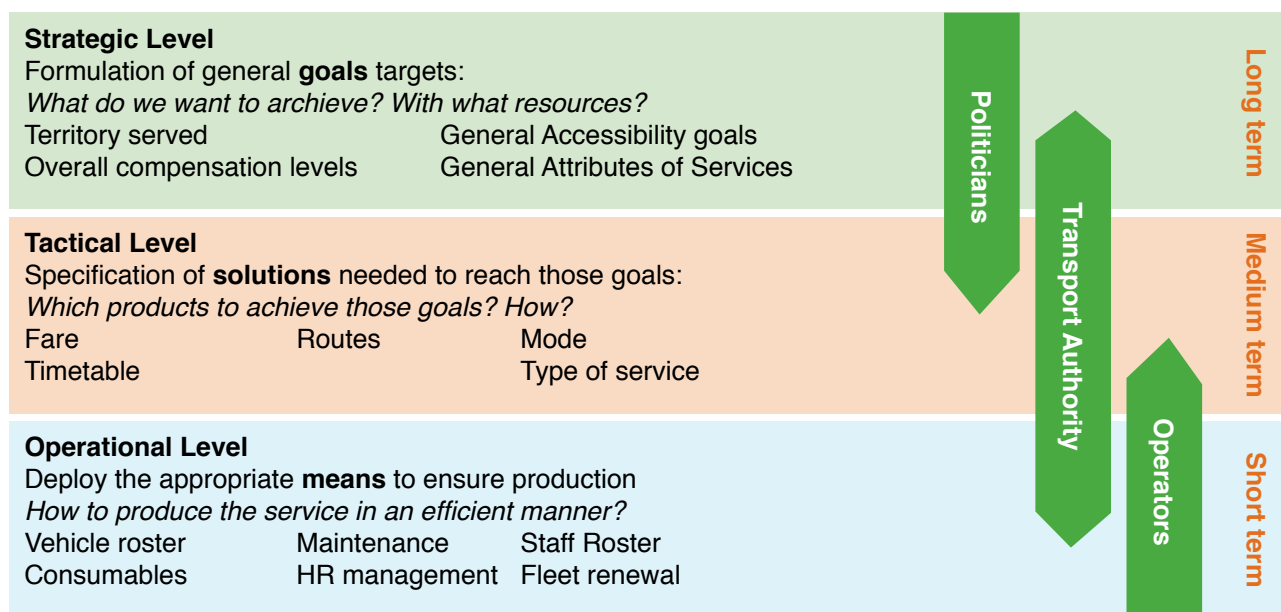 Strategic Level
Formulation of general goals targets:
What do we want to archieve? With what resources?
Territory served General Accessibility goals
Overall compensation levels General Attributes of Services
Politicians
Long term
Tactical Level
Specification of solutions needed to reach those goals:
Which products to achieve those goals? How?
Fare Routes Mode
Timetable Type of service
Transport Authority
Medium term
Operational Level
Deploy the appropriate means to ensure production
How to produce the service in an efficient manner?
Vehicle roster Maintenance Staff Roster
Consumables HR management Fleet renewal
Operators
Short term